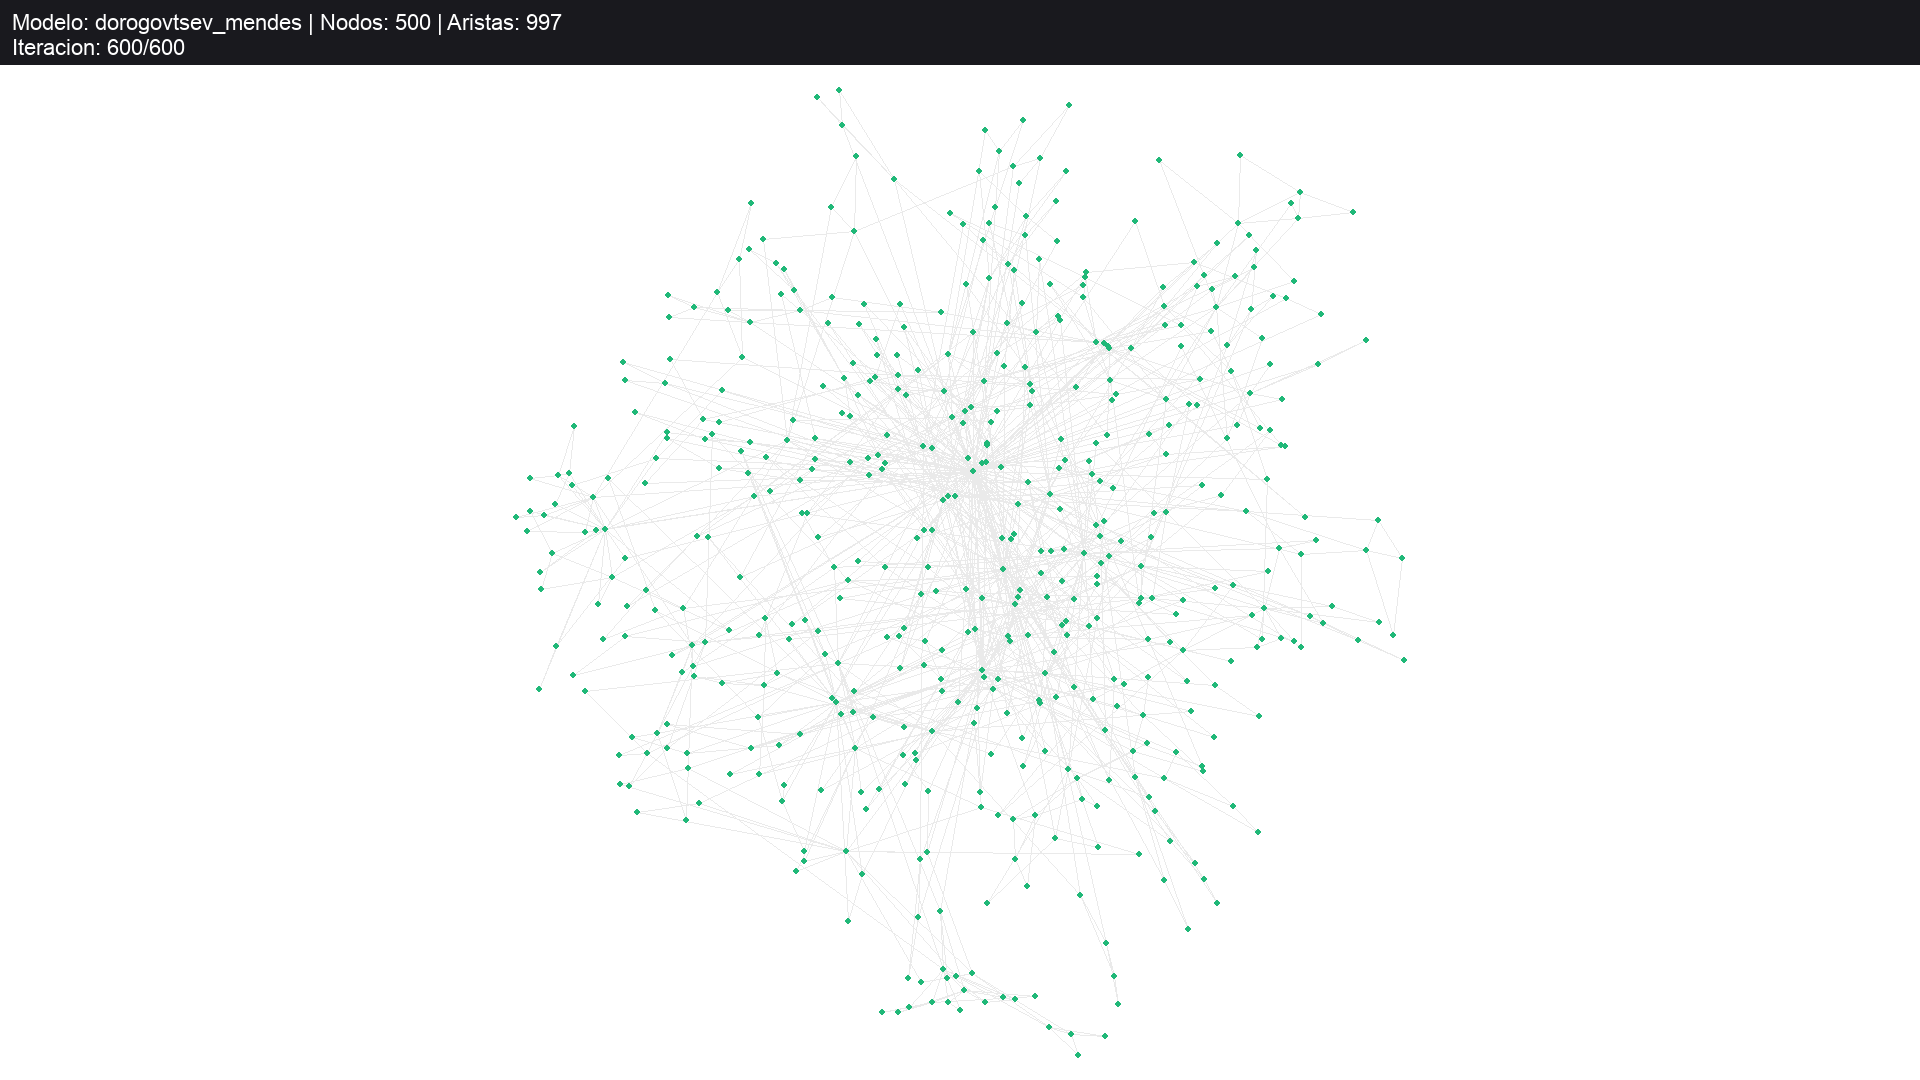 Modelo: dorogovtsev_mendes | Nodos: 500 | Aristas: 997
Iteracion: 600/600